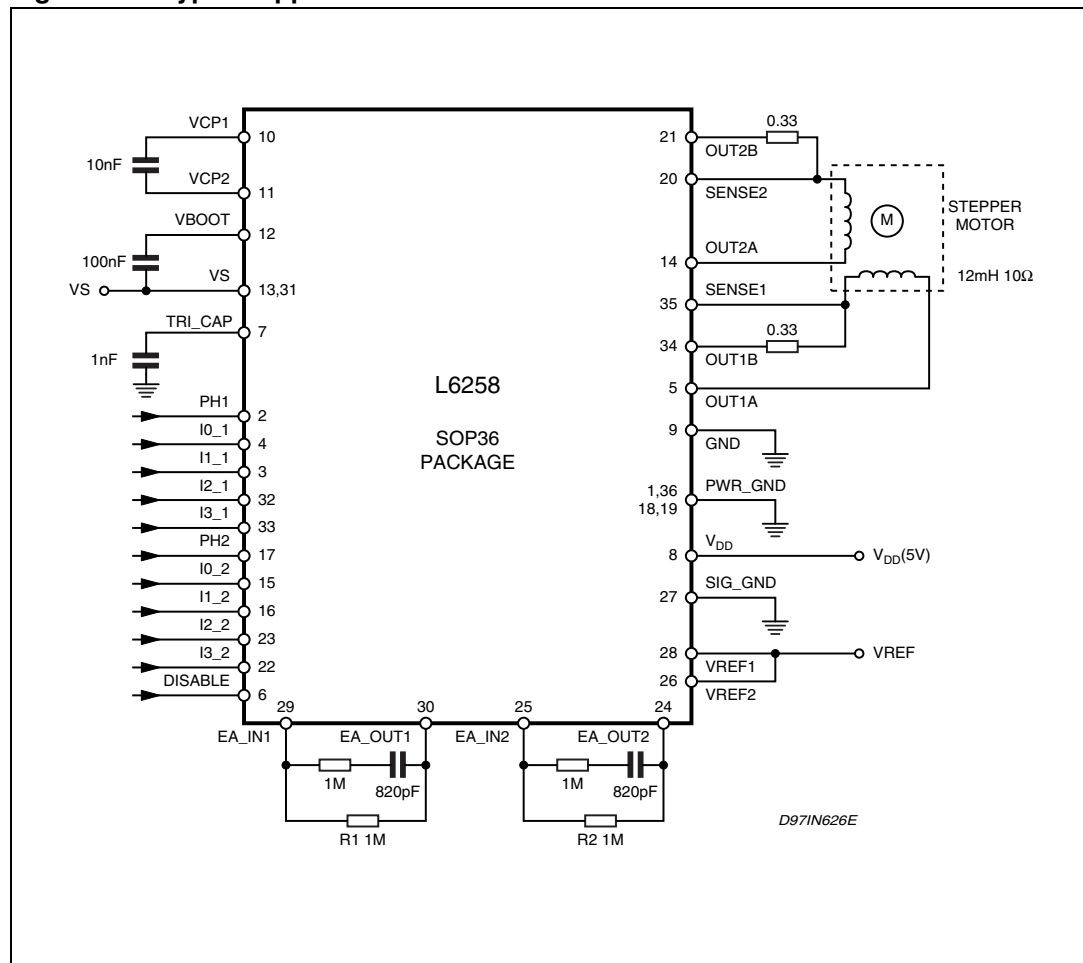 VCP1
10
10nF
VCP2
11
VBOOT
12
100nF
VS
VS
13,31
TRI_CAP
7
1nF
PH1
2
I0_1
4
I1_1
3
I2_1
32
I3_1
33
PH2
17
I0_2
15
I1_2
16
I2_2
23
I3_2
22
DISABLE
6
L6258
SOP36
PACKAGE
21
OUT2B
0.33
20
SENSE2
M
STEPPER
MOTOR
14
OUT2A
12mH 10Ω
35
SENSE1
0.33
34
OUT1B
5
OUT1A
9
GND
1,36
18,19
PWR_GND
8
VDD
VDD(5V)
27
SIG_GND
28
VREF1
VREF
26
VREF2
29
30
25
24
EA_IN1
EA_OUT1
EA_IN2
EA_OUT2
1M
820pF
1M
820pF
R1 1M
R2 1M
D97IN626E